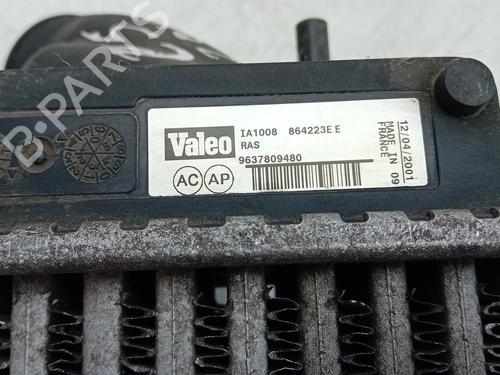 B-PARTS
Valeo
IA1008 864223E E
RAS
9637809480
AC AP
12/04/2001
MADE IN 09
FRANCE